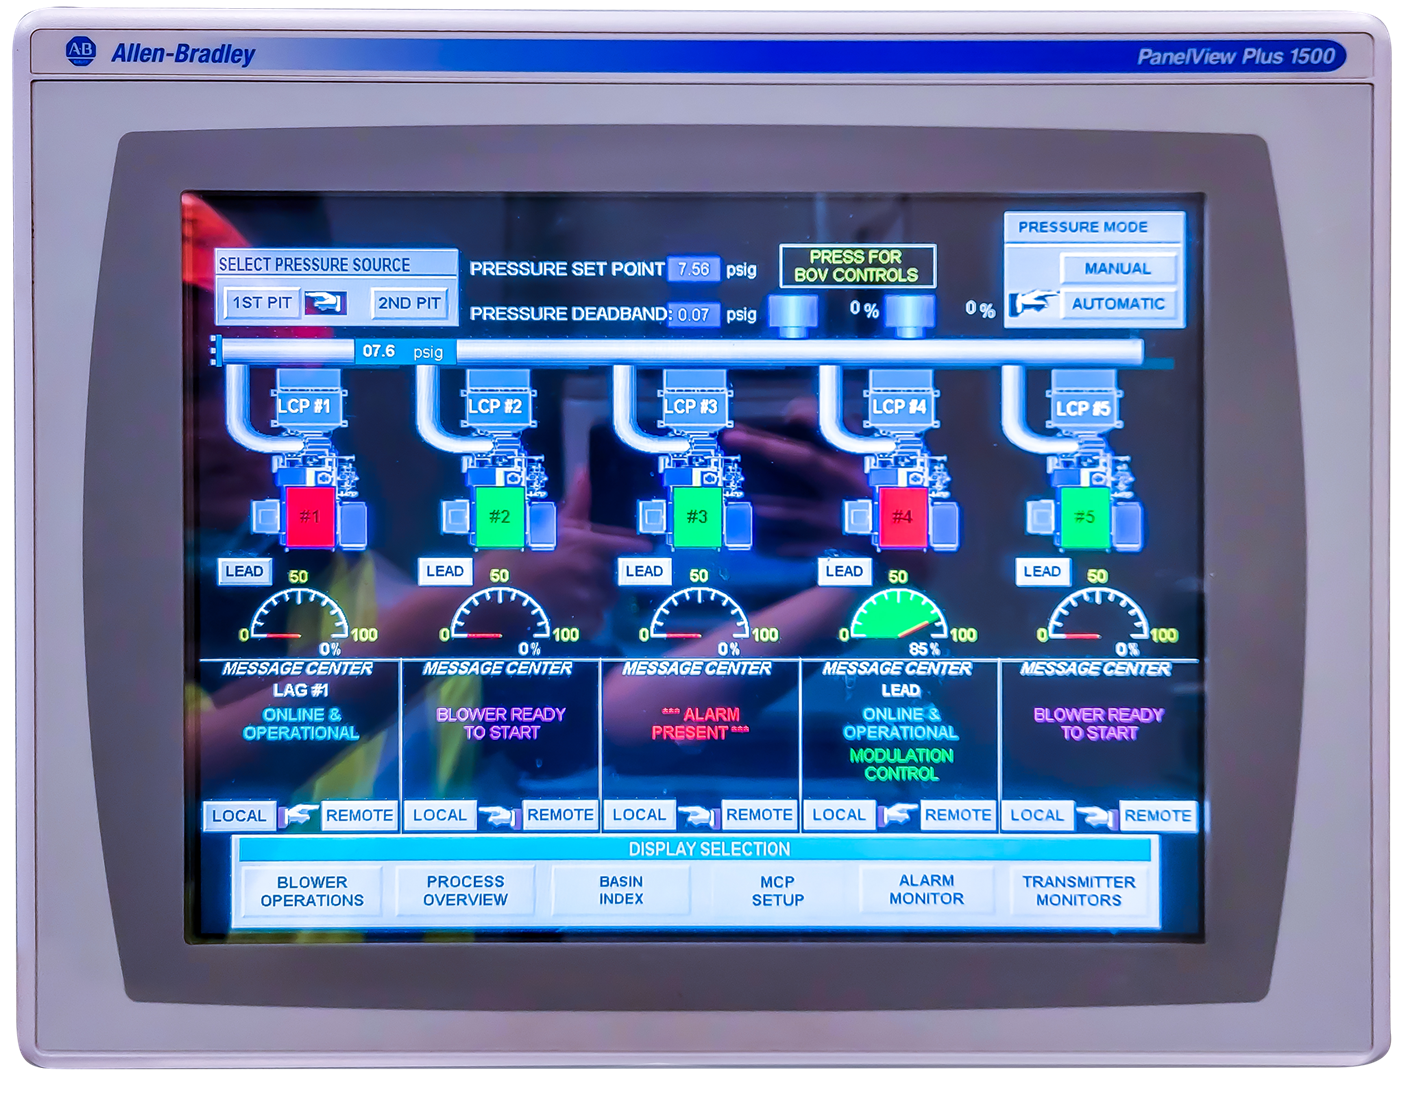 AB Allen-Bradley
PanelView Plus 1500
SELECT PRESSURE SOURCE
1ST PIT
2ND PIT
PRESSURE SET POINT 7.56 psig
PRESSURE DEADBAND: 0.07 psig
PRESS FOR
BOV CONTROLS
0 %
0 %
PRESSURE MODE
MANUAL
AUTOMATIC
07.6 psig
LCP #1
LCP #2
LCP #3
LCP #4
LCP #5
#1
#2
#3
#4
#5
LEAD
50
0
100
0 %
LEAD
50
0
100
0 %
LEAD
50
0
100
0 %
LEAD
50
0
100
85 %
LEAD
50
0
100
0 %
MESSAGE CENTER
LAG #1
ONLINE &
OPERATIONAL
LOCAL
REMOTE
MESSAGE CENTER
BLOWER READY
TO START
LOCAL
REMOTE
MESSAGE CENTER
*** ALARM
PRESENT ***
LOCAL
REMOTE
MESSAGE CENTER
LEAD
ONLINE &
OPERATIONAL
MODULATION
CONTROL
LOCAL
REMOTE
MESSAGE CENTER
BLOWER READY
TO START
LOCAL
REMOTE
DISPLAY SELECTION
BLOWER
OPERATIONS
PROCESS
OVERVIEW
BASIN
INDEX
MCP
SETUP
ALARM
MONITOR
TRANSMITTER
MONITORS